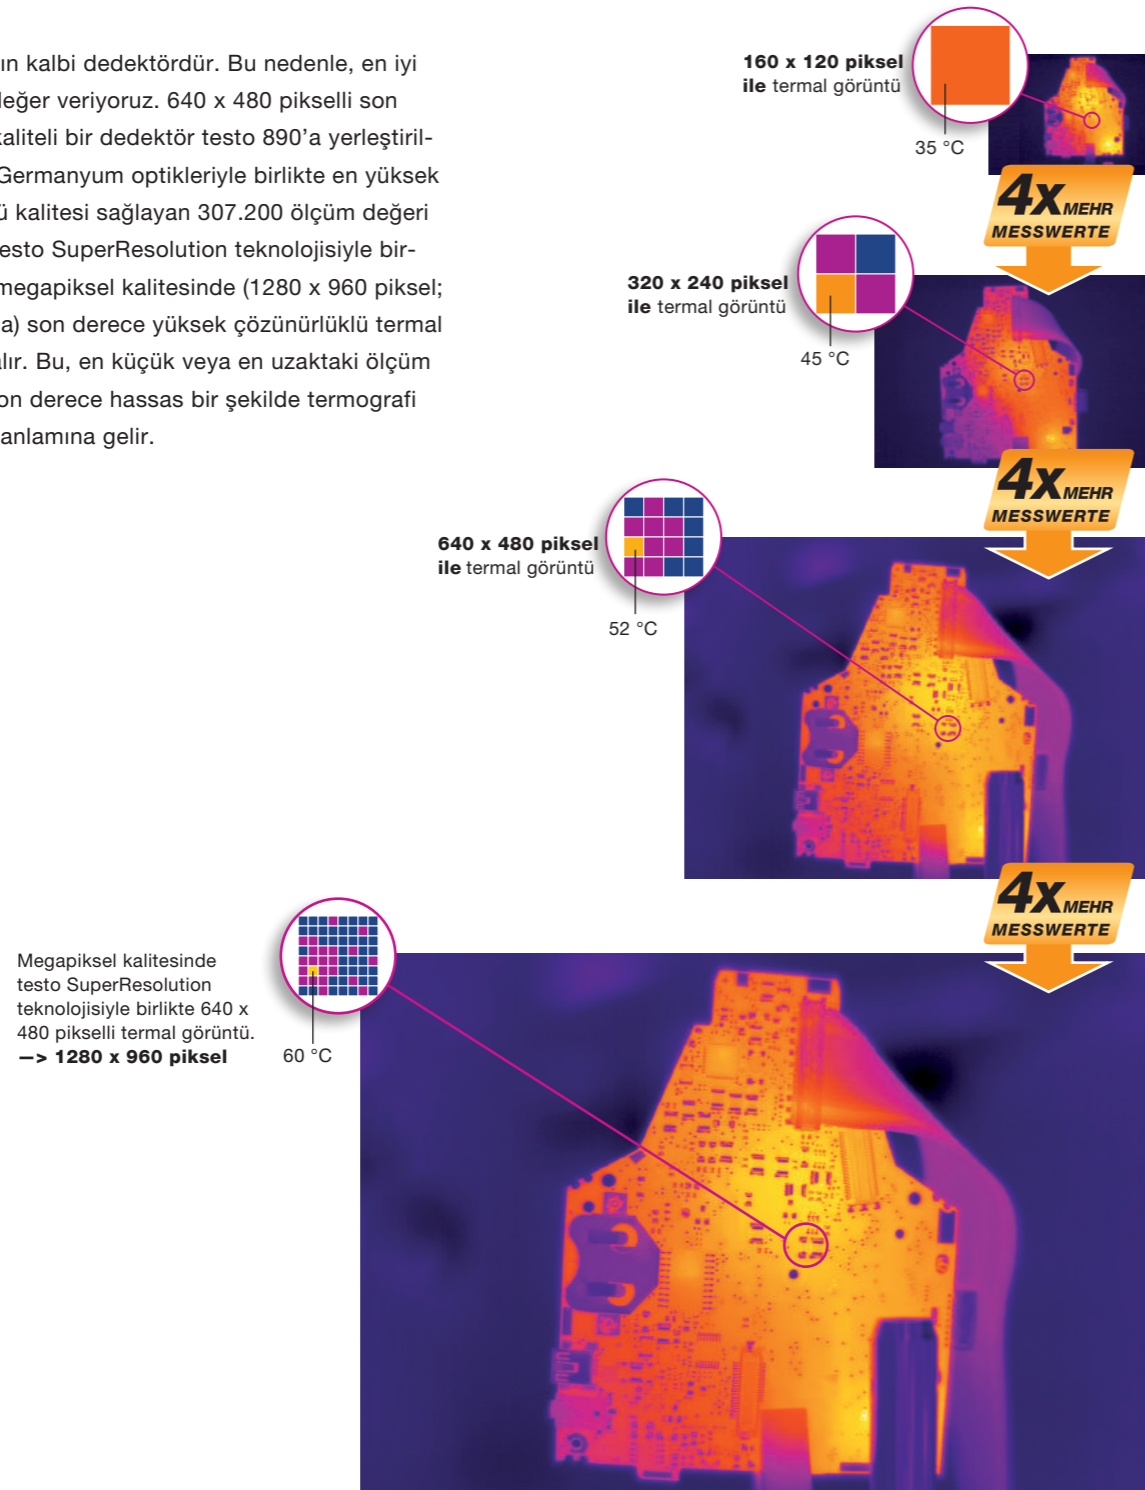 ın kalbi dedektördür. Bu nedenle, en iyi
değer veriyoruz. 640 x 480 pikselli son
kaliteli bir dedektör testo 890’a yerleştiril-
Germanyum optikleriyle birlikte en yüksek
ü kalitesi sağlayan 307.200 ölçüm değeri
testo SuperResolution teknolojisiyle bir-
megapiksel kalitesinde (1280 x 960 piksel;
a) son derece yüksek çözünürlüklü termal
alır. Bu, en küçük veya en uzaktaki ölçüm
son derece hassas bir şekilde termografi
anlamına gelir.
160 x 120 piksel
ile termal görüntü
35 °C
4x MEHR
MESSWERTE
320 x 240 piksel
ile termal görüntü
45 °C
4x MEHR
MESSWERTE
640 x 480 piksel
ile termal görüntü
52 °C
4x MEHR
MESSWERTE
Megapiksel kalitesinde
testo SuperResolution
teknolojisiyle birlikte 640 x
480 pikselli termal görüntü.
—> 1280 x 960 piksel
60 °C